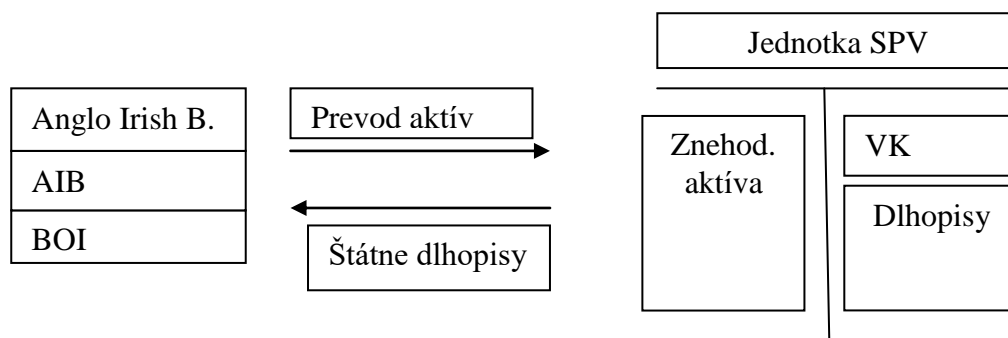 Jednotka SPV
Anglo Irish B.
AIB
BOI
Prevod aktív
Štátne dlhopisy
Znehod.
aktíva
VK
Dlhopisy